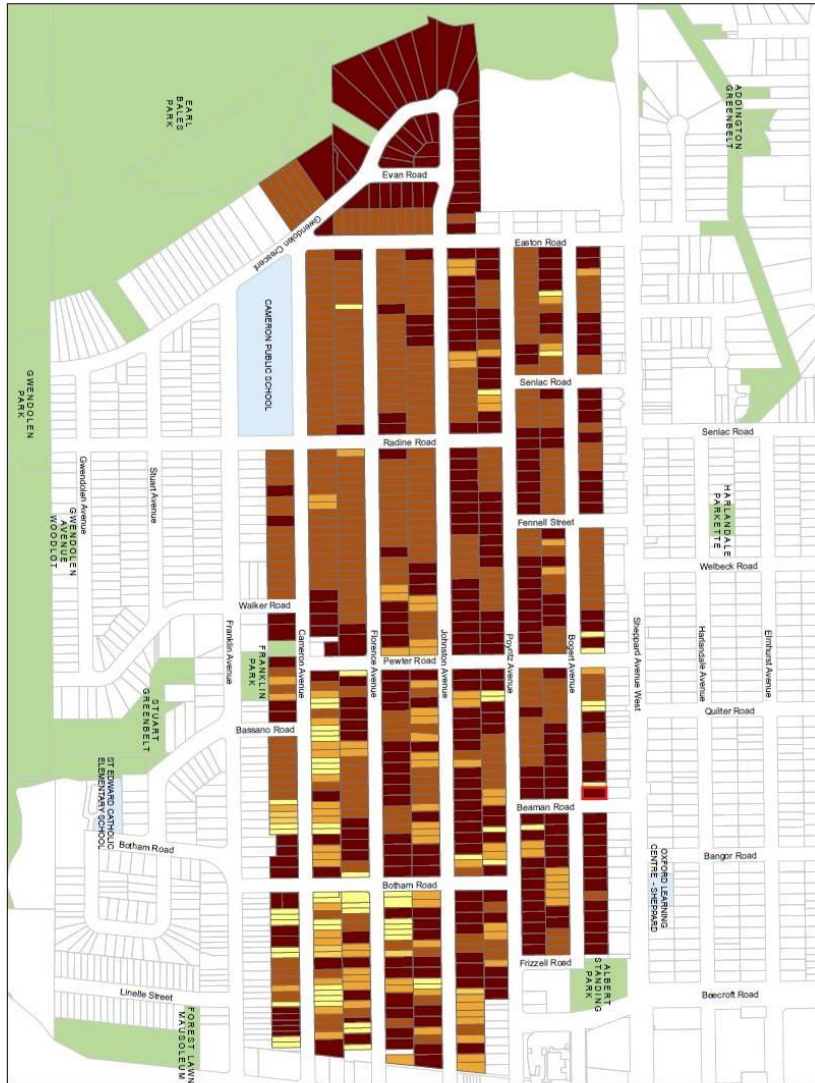 EARL
BALES
PARK
ADDINGTON
GREENBELT
Evan Road
Gwendolen Crescent
Easton Road
CAMERON PUBLIC SCHOOL
GWENDOLEN
PARK
Senlac Road
Senlac Road
Radine Road
Gwendolen Avenue
GWENDOLEN
AVENUE
WOODLOT
Stuart Avenue
HARLANDALE
PARKETTE
Fennell Street
Welbeck Road
Walker Road
Franklin Avenue
FRANKLIN
PARK
Cameron Avenue
Florence Avenue
Johnston Avenue
Poyntz Avenue
Bogert Avenue
Sheppard Avenue West
Harlandale Avenue
Elmhurst Avenue
Pewter Road
STUART
GREENBELT
Quilter Road
Bassano Road
ST EDWARD CATHOLIC
ELEMENTARY SCHOOL
Beaman Road
Botham Road
OXFORD LEARNING
CENTRE - SHEPPARD
Bangor Road
Botham Road
Frizzell Road
ALBERT
STANDING
PARK
Linelle Street
Beecroft Road
FOREST LAWN
MAUSOLEUM